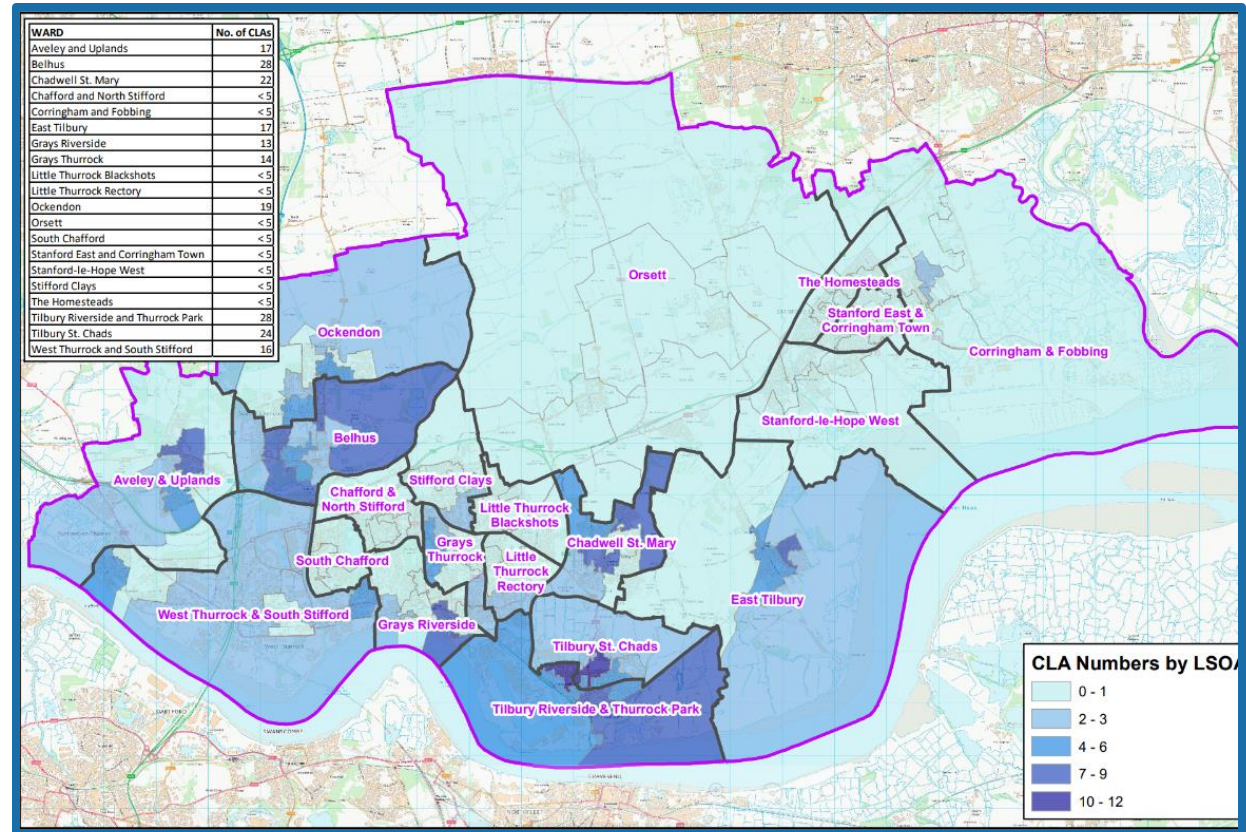 WARD No. of CLAs
Aveley and Uplands 17
Belhus 28
Chadwell St. Mary 22
Chafford and North Stifford < 5
Corringham and Fobbing < 5
East Tilbury 17
Grays Riverside 13
Grays Thurrock 14
Little Thurrock Blackshots < 5
Little Thurrock Rectory < 5
Ockendon 19
Orsett < 5
South Chafford < 5
Stanford East and Corringham Town < 5
Stanford-le-Hope West < 5
Stifford Clays < 5
The Homesteads < 5
Tilbury Riverside and Thurrock Park 28
Tilbury St. Chads 24
West Thurrock and South Stifford 16
Orsett
The Homesteads
Stanford East &
Corringham Town
Ockendon
Corringham & Fobbing
Stanford-le-Hope West
Belhus
Aveley & Uplands
Stifford Clays
Chafford &
North Stifford
Little Thurrock
Blackshots
Grays
Thurrock
Chadwell St. Mary
South Chafford
Little
Thurrock
Rectory
East Tilbury
West Thurrock & South Stifford
Grays Riverside
Tilbury St. Chads
Tilbury Riverside & Thurrock Park
CLA Numbers by LSOA
0 - 1
2 - 3
4 - 6
7 - 9
10 - 12
DARTFORD
SWANSCOMBE
GRAVESEND